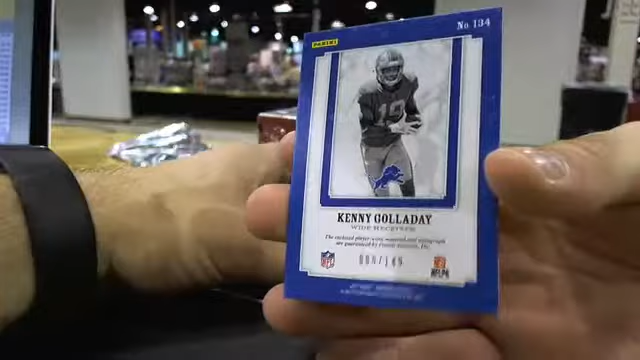 No 134
PANINI
19
KENNY GOLLADAY
WIDE RECEIVER
The enclosed player-worn material and autograph
are guaranteed by Panini America, Inc.
/149
NFL